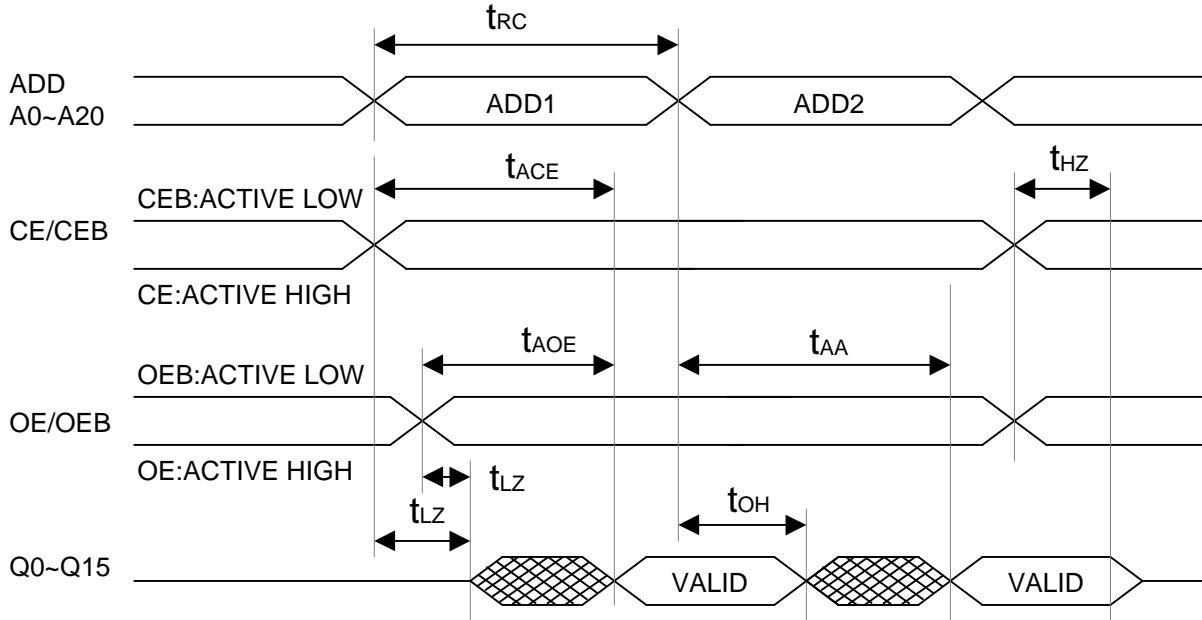 tRC
ADD
A0~A20
ADD1
ADD2
tACE
tHZ
CEB:ACTIVE LOW
CE/CEB
CE:ACTIVE HIGH
tAOE
tAA
OEB:ACTIVE LOW
OE/OEB
OE:ACTIVE HIGH
tLZ
tLZ
tOH
Q0~Q15
VALID
VALID